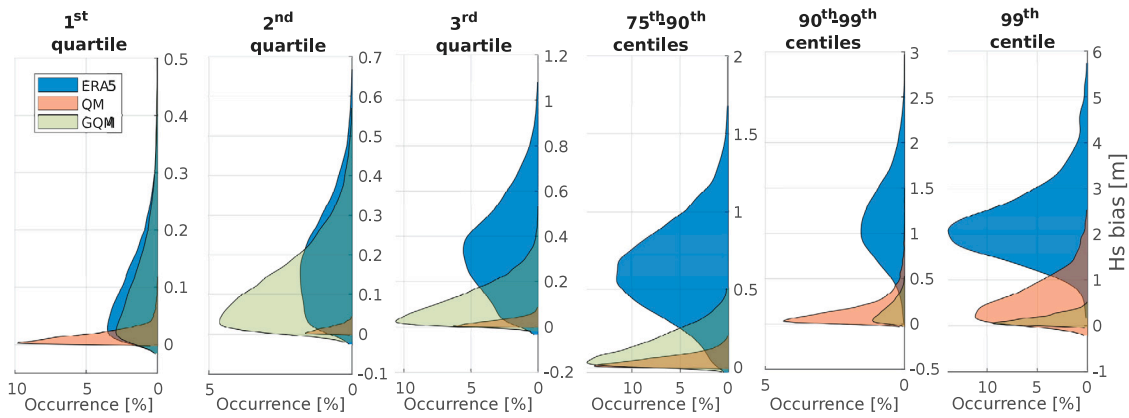 1st quartile
2nd quartile
3rd quartile
75th-90th centiles
90th-99th centiles
99th centile
ERA5
QM
GQM
0.5
0.4
0.3
0.2
0.1
0
10 5 0
Occurrence [%]
0.7
0.6
0.5
0.4
0.3
0.2
0.1
0
-0.1
5 0
Occurrence [%]
1.2
1
0.8
0.6
0.4
0.2
0
-0.2
10 5 0
Occurrence [%]
2
1.5
1
0.5
0
10 5 0
Occurrence [%]
3
2.5
2
1.5
1
0.5
0
-0.5
5 0
Occurrence [%]
6
5
4
3
2
1
0
-1
10 5 0
Occurrence [%]
Hs bias [m]